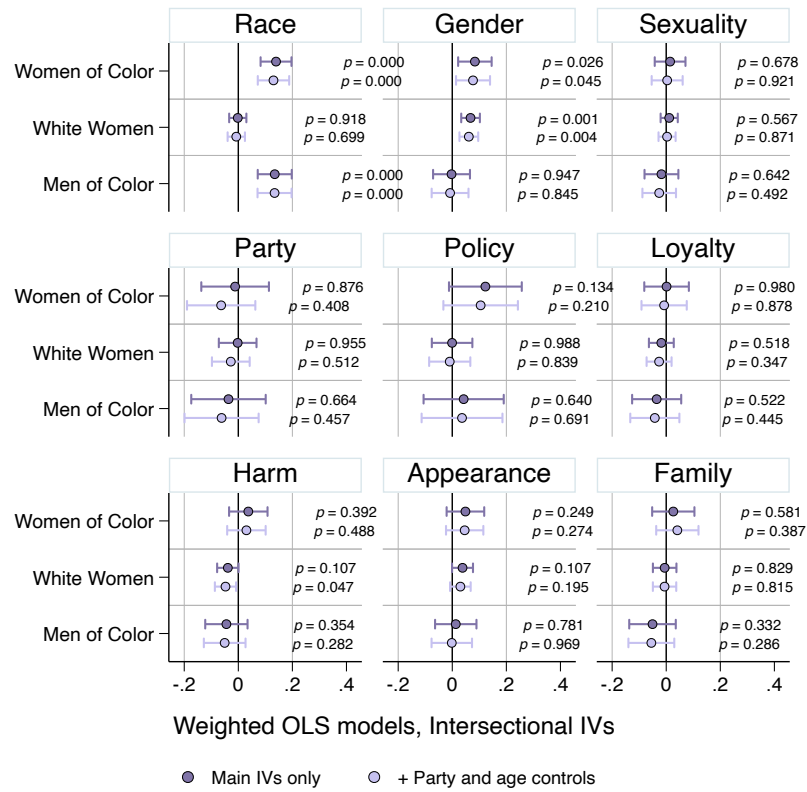 Race Gender Sexuality
Women of Color p = 0.000 p = 0.026 p = 0.678
p = 0.000 p = 0.045 p = 0.921
White Women p = 0.918 p = 0.001 p = 0.567
p = 0.699 p = 0.004 p = 0.871
Men of Color p = 0.000 p = 0.947 p = 0.642
p = 0.000 p = 0.845 p = 0.492
Party Policy Loyalty
Women of Color p = 0.876 p = 0.134 p = 0.980
p = 0.408 p = 0.210 p = 0.878
White Women p = 0.955 p = 0.988 p = 0.518
p = 0.512 p = 0.839 p = 0.347
Men of Color p = 0.664 p = 0.640 p = 0.522
p = 0.457 p = 0.691 p = 0.445
Harm Appearance Family
Women of Color p = 0.392 p = 0.249 p = 0.581
p = 0.488 p = 0.274 p = 0.387
White Women p = 0.107 p = 0.107 p = 0.829
p = 0.047 p = 0.195 p = 0.815
Men of Color p = 0.354 p = 0.781 p = 0.332
p = 0.282 p = 0.969 p = 0.286
-.2 0 .2 .4 -.2 0 .2 .4 -.2 0 .2 .4
Weighted OLS models, Intersectional IVs
Main IVs only + Party and age controls